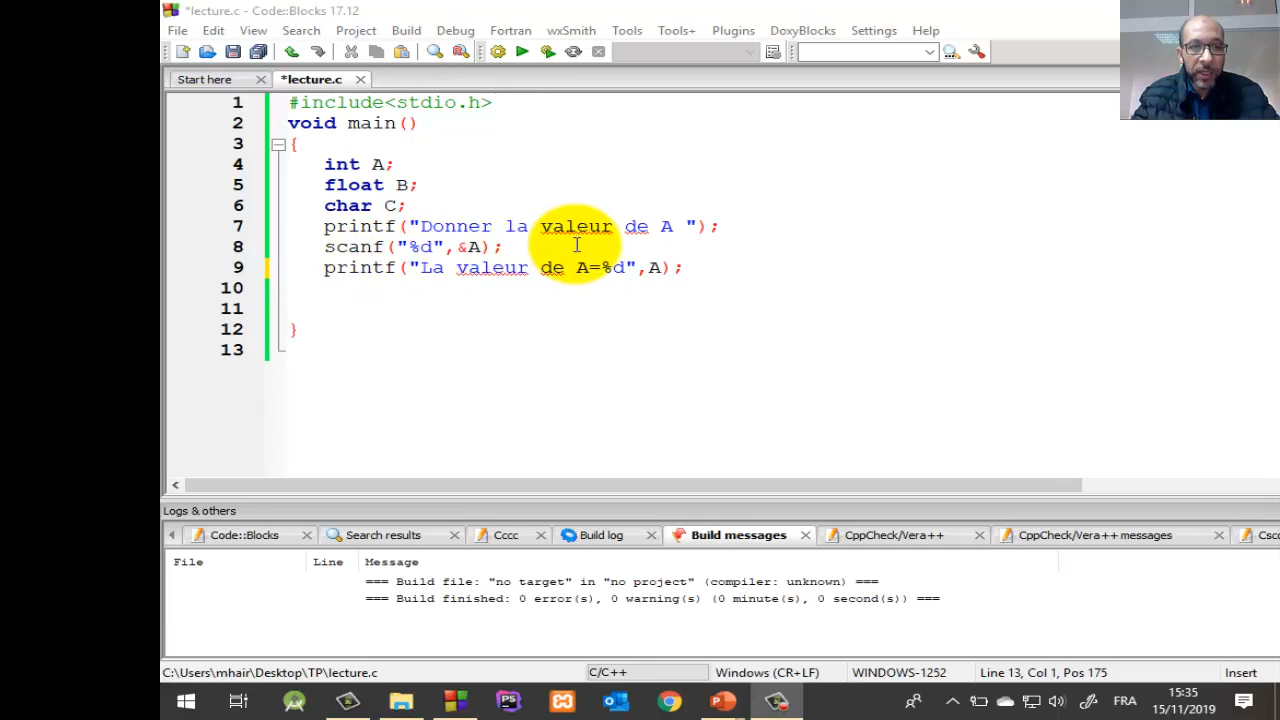 *lecture.c - Code::Blocks 17.12
File Edit View Search Project Build Debug Fortran wxSmith Tools Tools+ Plugins DoxyBlocks Settings Help
Start here *lecture.c
1 #include<stdio.h>
2 void main()
3 {
4 int A;
5 float B;
6 char C;
7 printf("Donner la valeur de A ");
8 scanf("%d",&A);
9 printf("La valeur de A=%d",A);
10
11
12 }
13
Logs & others
Code::Blocks Search results Cccc Build log Build messages CppCheck/Vera++ CppCheck/Vera++ messages Csco
File Line Message
=== Build file: "no target" in "no project" (compiler: unknown) ===
=== Build finished: 0 error(s), 0 warning(s) (0 minute(s), 0 second(s)) ===
C:\Users\mhair\Desktop\TP\lecture.c C/C++ Windows (CR+LF) WINDOWS-1252 Line 13, Col 1, Pos 175 Insert
PS FRA 15:35
15/11/2019